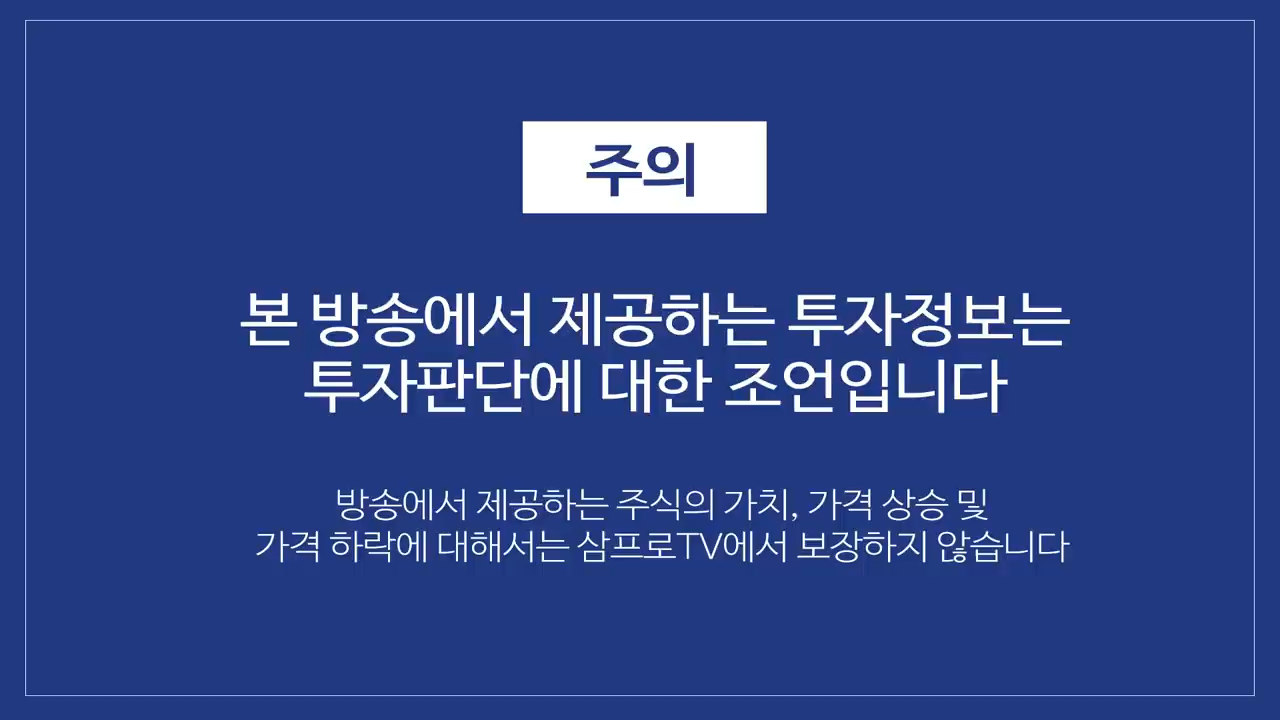 주의
본 방송에서 제공하는 투자정보는
투자판단에 대한 조언입니다
방송에서 제공하는 주식의 가치, 가격 상승 및
가격 하락에 대해서는 삼프로TV에서 보장하지 않습니다